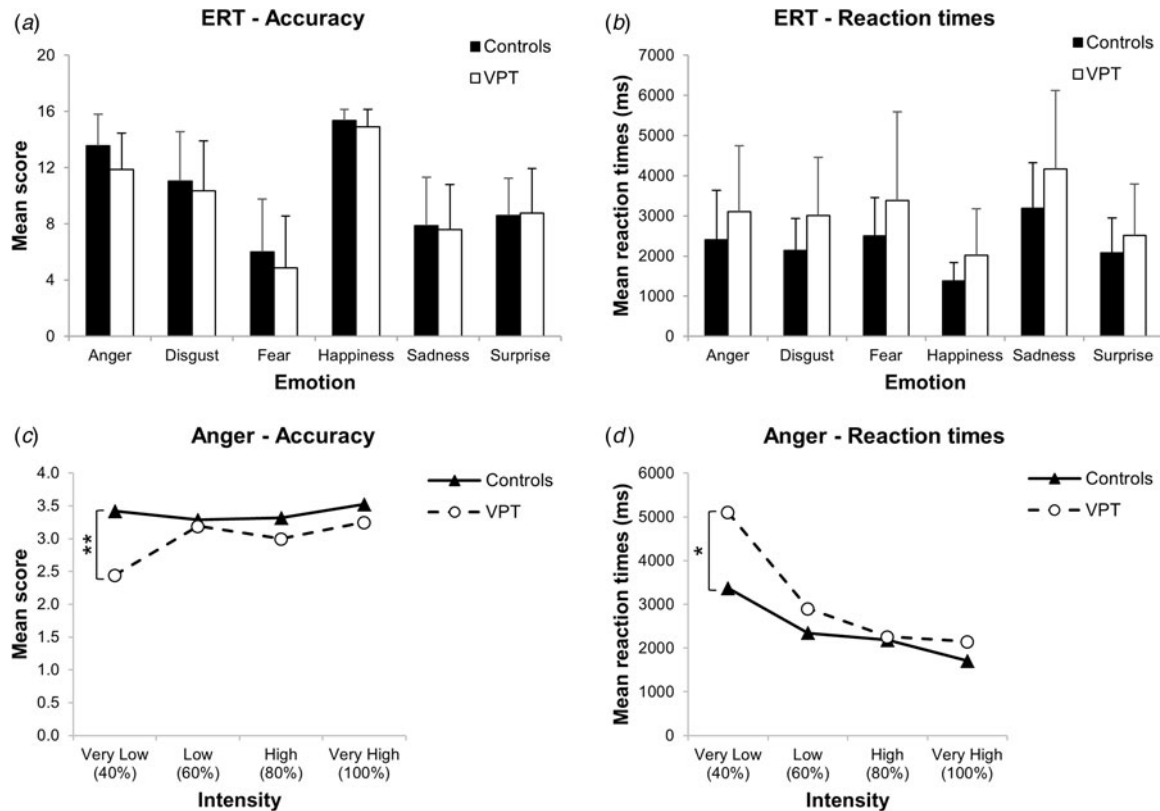 (a) ERT - Accuracy
Controls
VPT
20
16
12
8
4
0
Mean score
Anger Disgust Fear Happiness Sadness Surprise
Emotion
(b) ERT - Reaction times
Controls
VPT
7000
6000
5000
4000
3000
2000
1000
0
Mean reaction times (ms)
Anger Disgust Fear Happiness Sadness Surprise
Emotion
(c) Anger - Accuracy
Controls
VPT
4.0
3.5
3.0
2.5
2.0
1.5
1.0
0.5
0.0
Mean score
**
Very Low Low High Very High
(40%) (60%) (80%) (100%)
Intensity
(d) Anger - Reaction times
Controls
VPT
6000
5000
4000
3000
2000
1000
0
Mean reaction times (ms)
*
Very Low Low High Very High
(40%) (60%) (80%) (100%)
Intensity